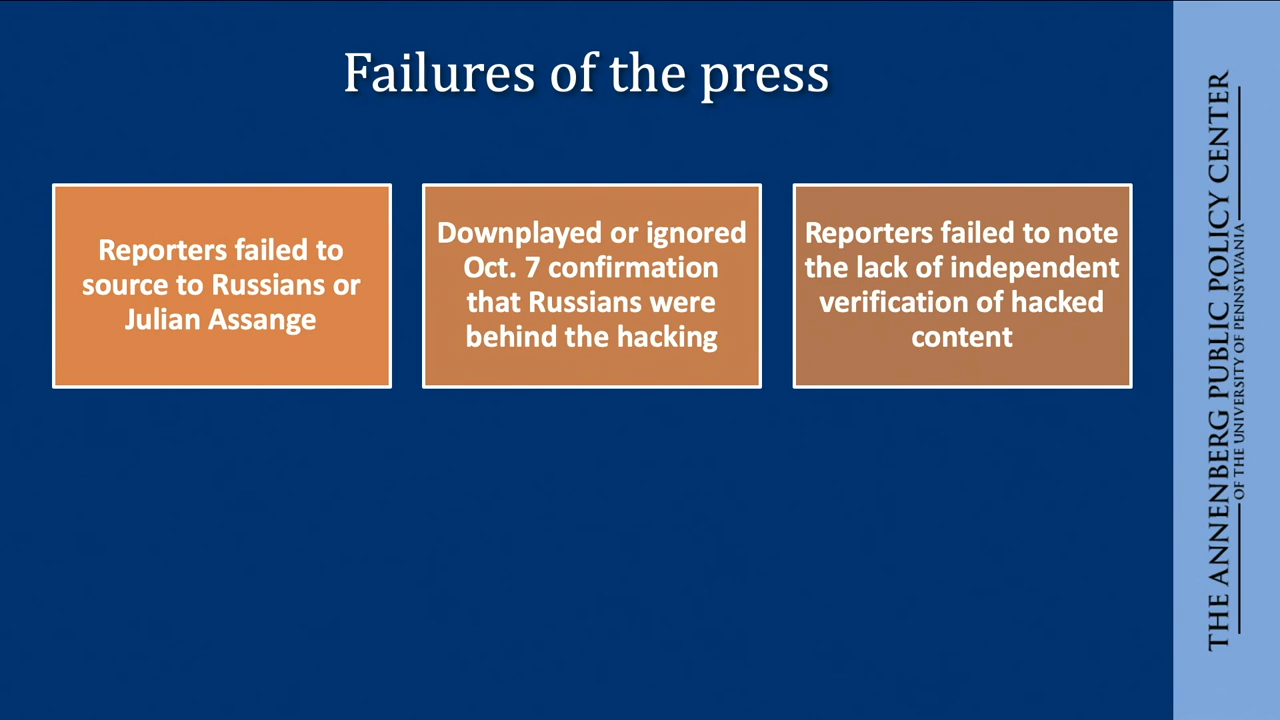 Failures of the press
Reporters failed to
source to Russians or
Julian Assange
Downplayed or ignored
Oct. 7 confirmation
that Russians were
behind the hacking
Reporters failed to note
the lack of independent
verification of hacked
content
THE ANNENBERG PUBLIC POLICY CENTER
OF THE UNIVERSITY OF PENNSYLVANIA